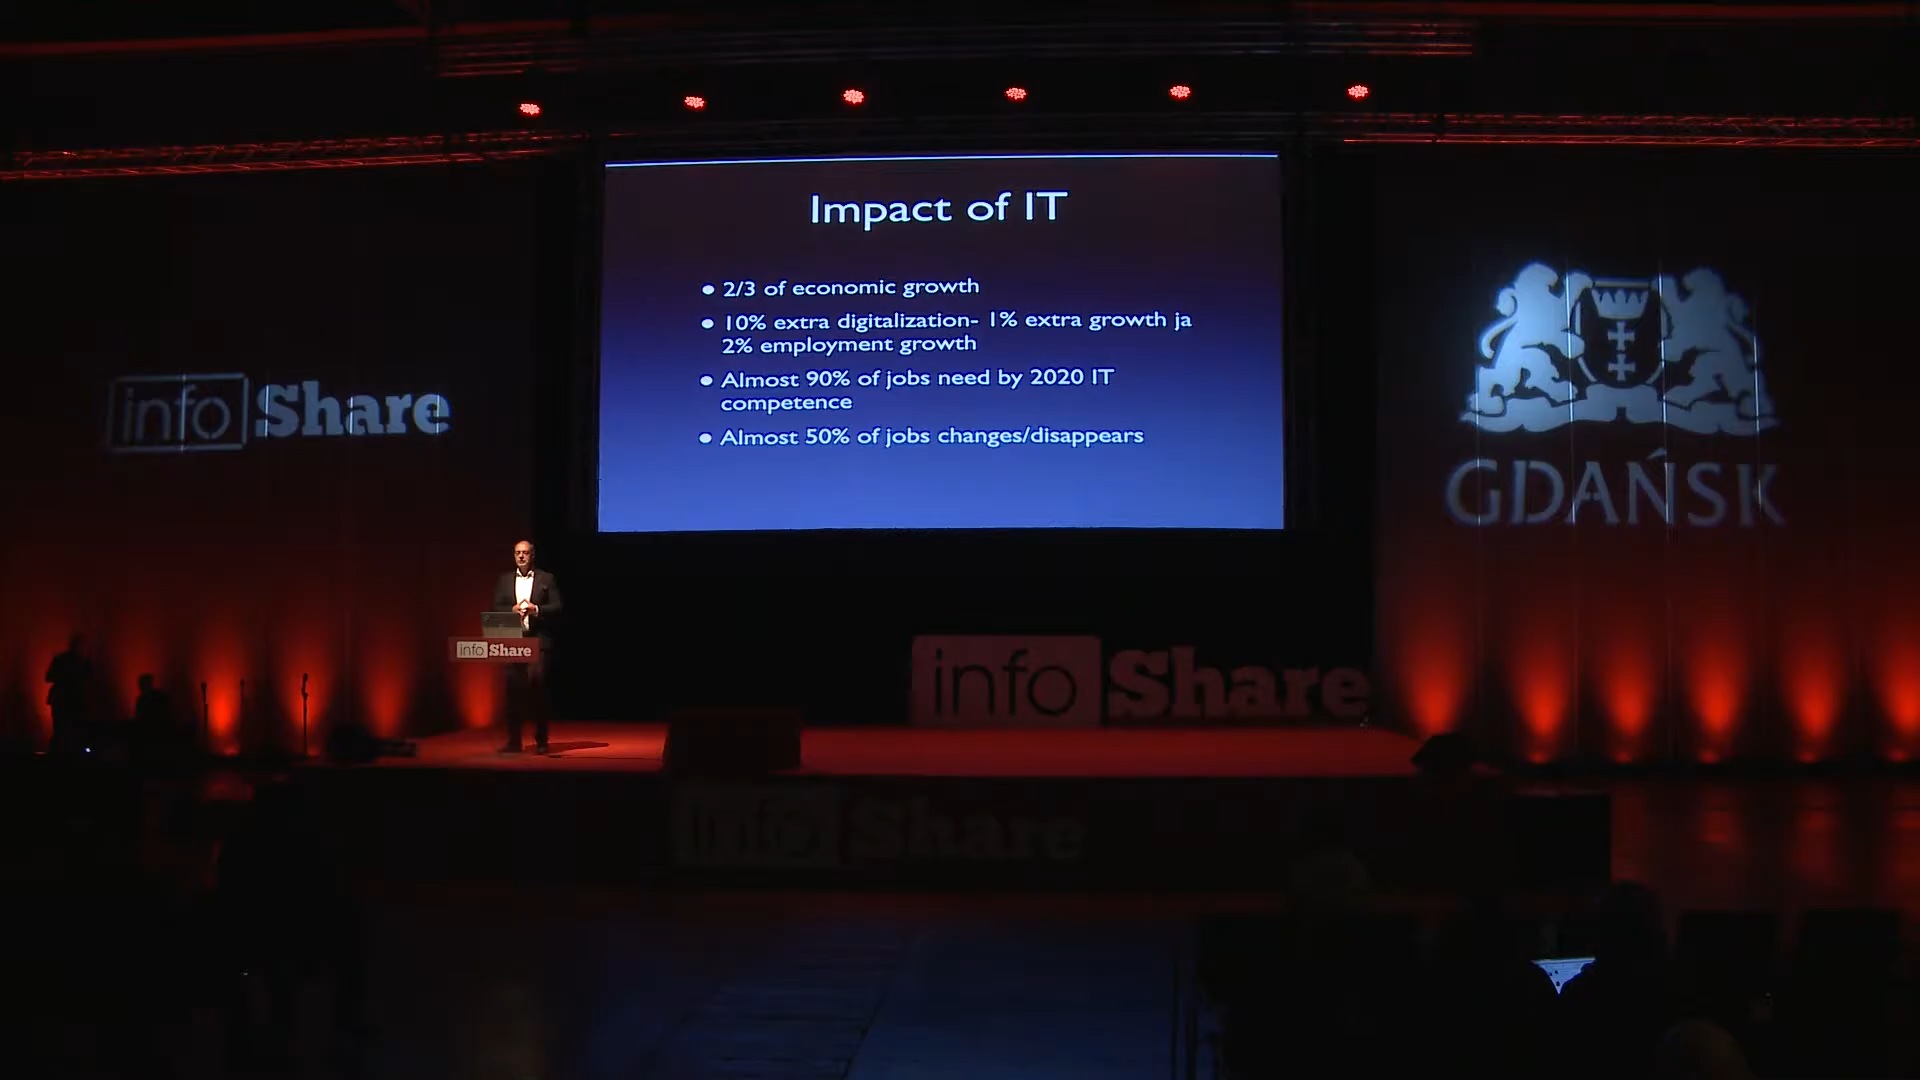 Impact of IT
● 2/3 of economic growth
● 10% extra digitalization- 1% extra growth ja
2% employment growth
● Almost 90% of jobs need by 2020 IT
competence
● Almost 50% of jobs changes/disappears
info Share
GDAŃSK
info Share
info Share
info Share